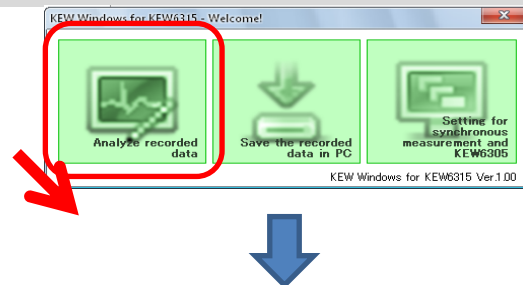 KEW Windows for KEW6315 - Welcome!
Analyze recorded
data
Save the recorded
data in PC
Setting for
synchronous
measurement and
KEW6305
KEW Windows for KEW6315 Ver.1.00